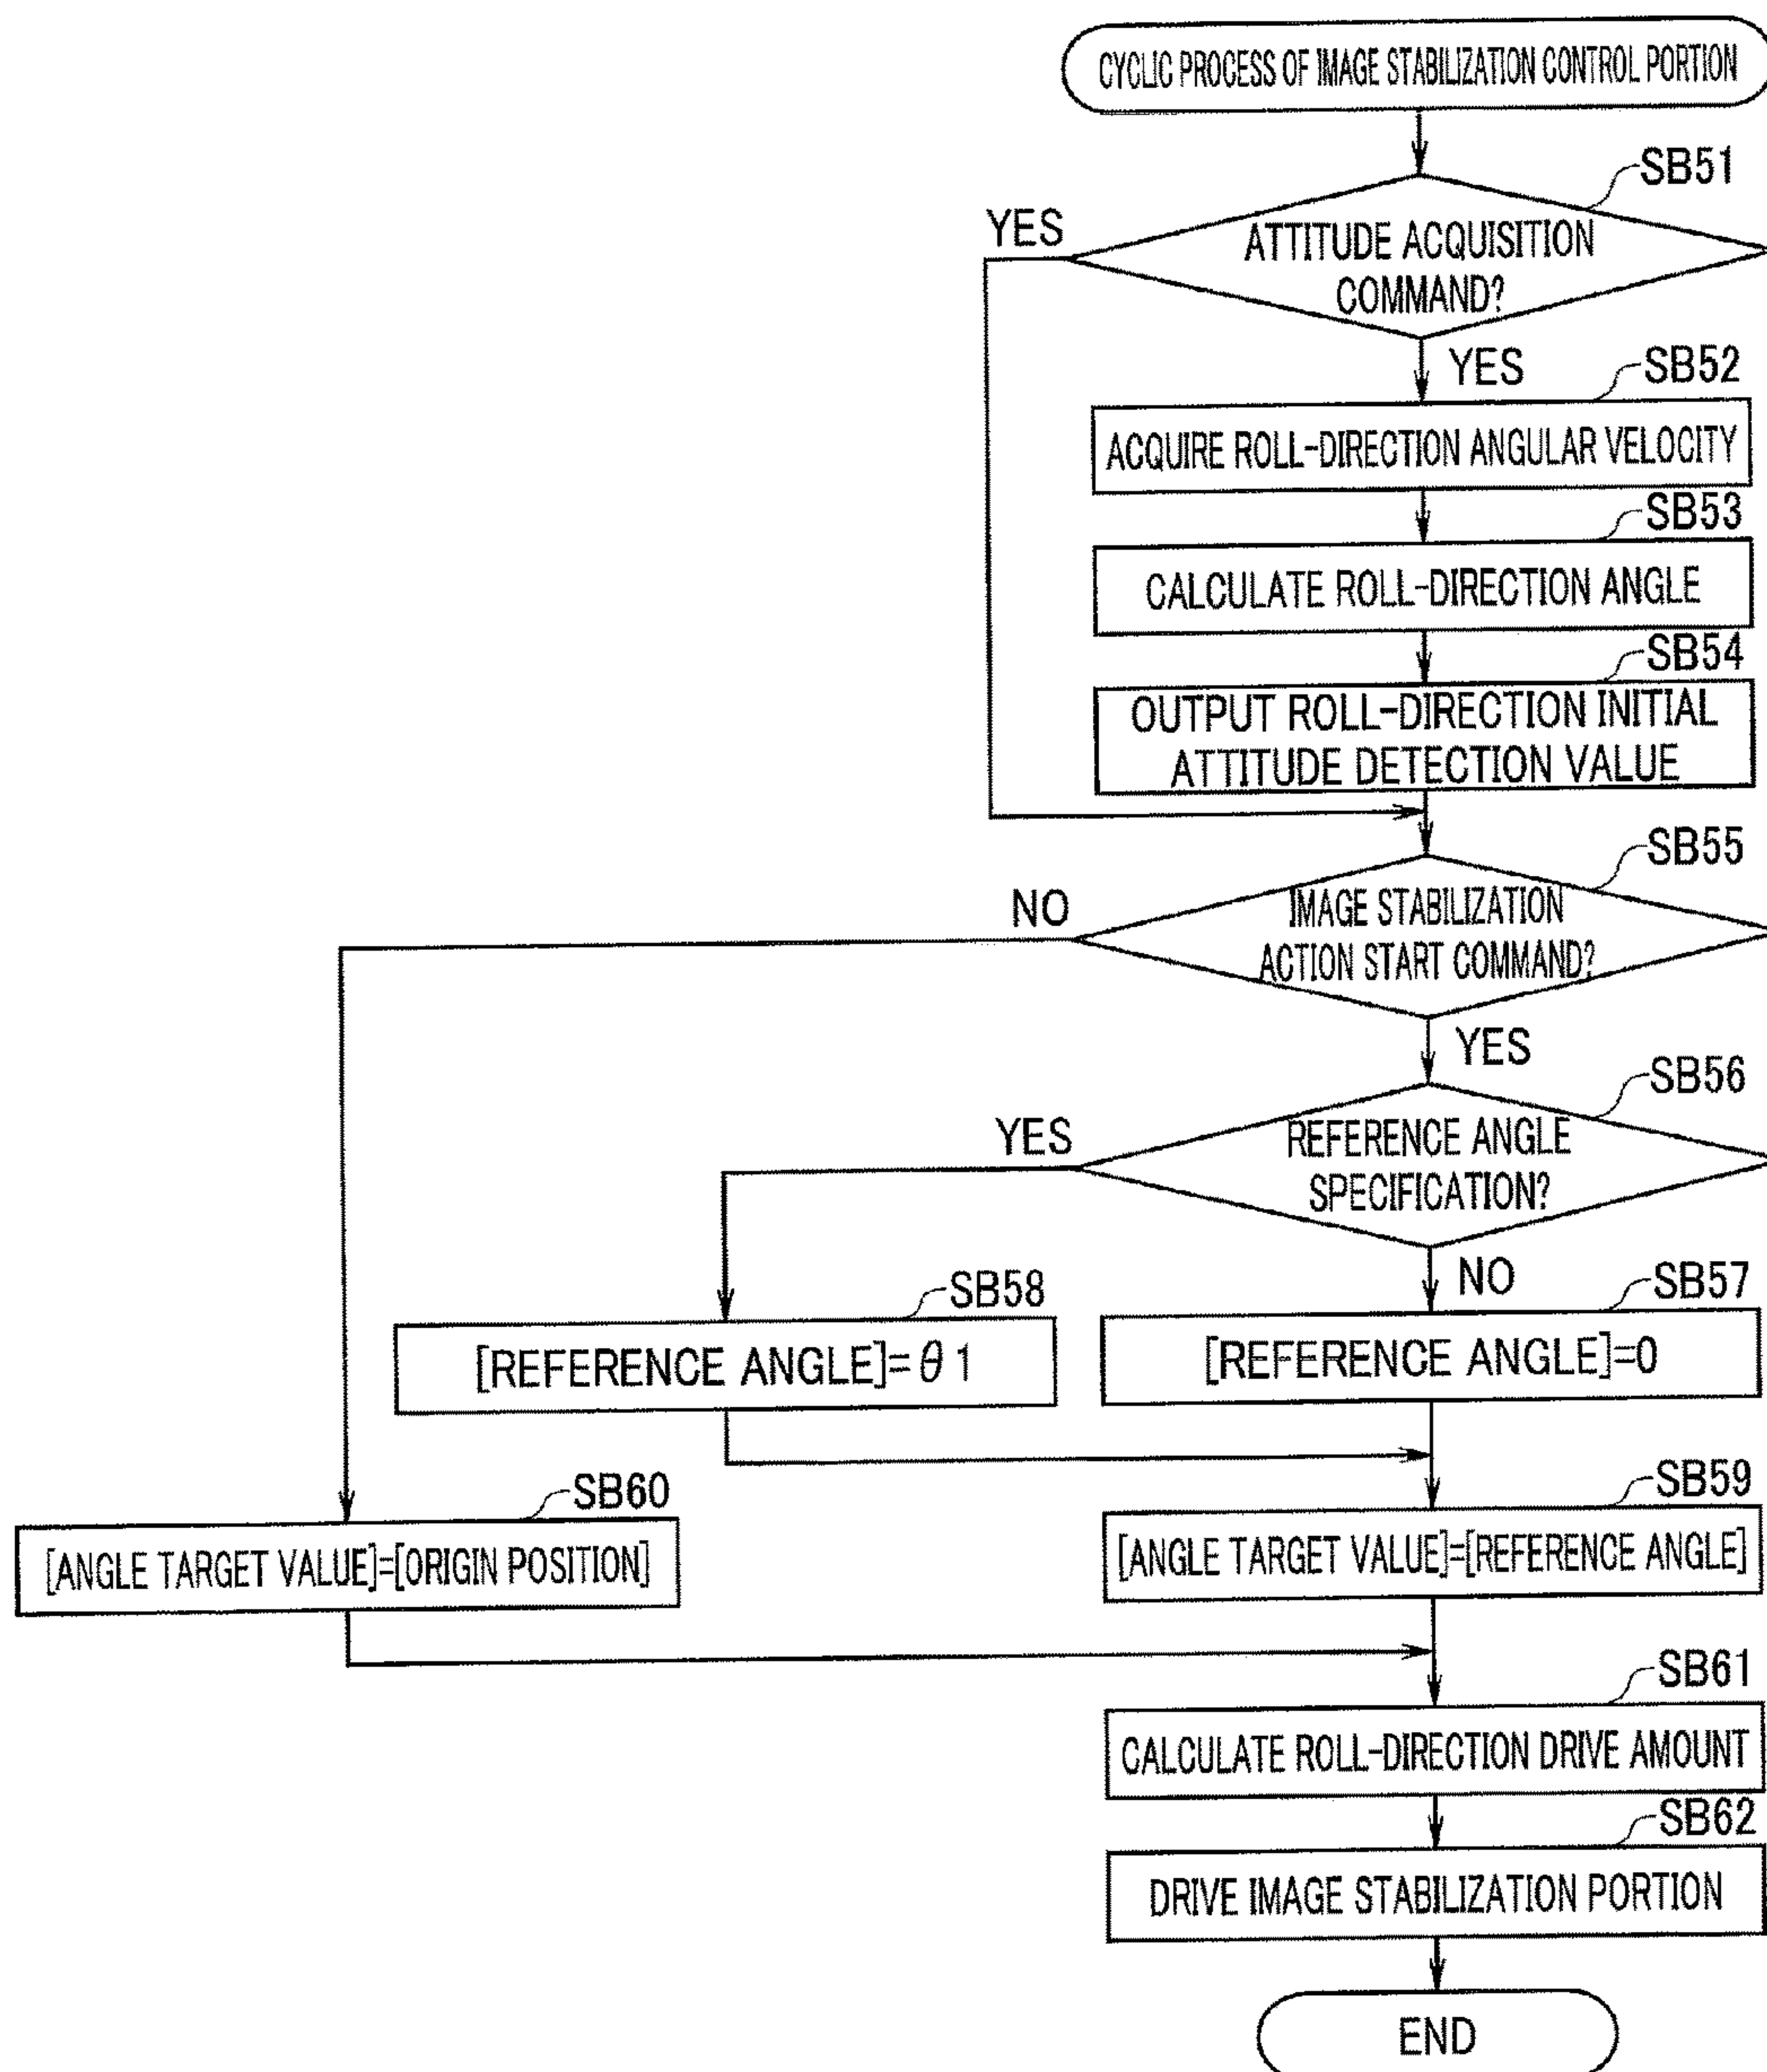 CYCLIC PROCESS OF IMAGE STABILIZATION CONTROL PORTION
SB51
YES
ATTITUDE ACQUISITION
COMMAND?
YES
SB52
ACQUIRE ROLL-DIRECTION ANGULAR VELOCITY
SB53
CALCULATE ROLL-DIRECTION ANGLE
SB54
OUTPUT ROLL-DIRECTION INITIAL
ATTITUDE DETECTION VALUE
SB55
NO
IMAGE STABILIZATION
ACTION START COMMAND?
YES
SB56
YES
REFERENCE ANGLE
SPECIFICATION?
NO
SB58
SB57
[REFERENCE ANGLE]=θ1
[REFERENCE ANGLE]=0
SB60
SB59
[ANGLE TARGET VALUE]=[ORIGIN POSITION]
[ANGLE TARGET VALUE]=[REFERENCE ANGLE]
SB61
CALCULATE ROLL-DIRECTION DRIVE AMOUNT
SB62
DRIVE IMAGE STABILIZATION PORTION
END